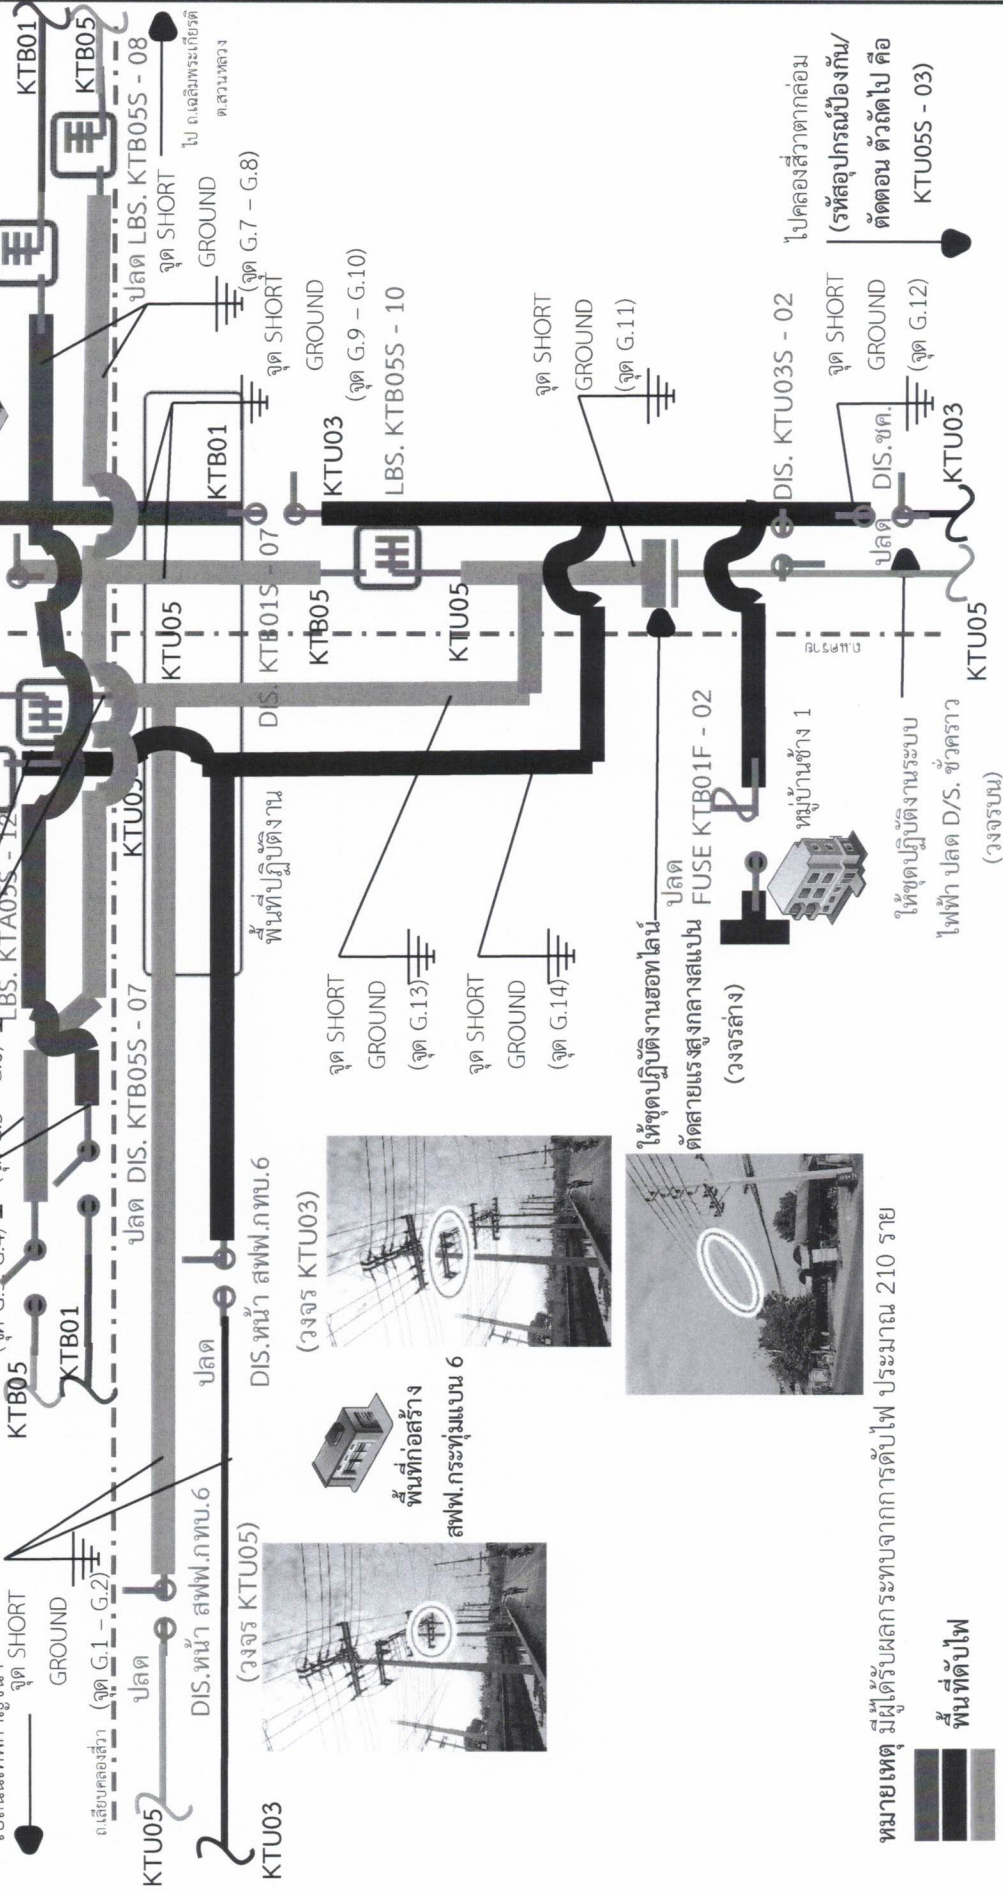 KTB01
KTB05
ปลด LBS. KTB05S - 08
ไป ถ.เฉลิมพระเกียรติ
ต.สวนหลวง
จุด SHORT
GROUND
(จุด G.7 – G.8)
จุด SHORT
GROUND
(จุด G.9 – G.10)
KTB01
KTU03
LBS. KTB05S - 10
จุด SHORT
GROUND
(จุด G.11)
DIS. KTU03S - 02
ไปคลองสี่วาตากล่อม
(รหัสอุปกรณ์ป้องกัน/
ตัดตอน ตัวถัดไป คือ
KTU05S - 03)
จุด SHORT
GROUND
(จุด G.12)
ปลด DIS.ชค.
KTU03
KTU05
DIS. KTB01S - 07
KTU05
KTB05
KTU05
ถ.นคราย
LBS. KTA05S - 12
KTU03
พื้นที่ปฏิบัติงาน
ปลด
FUSE KTB01F - 02
หมู่บ้านช้าง 1
ให้ชุดปฏิบัติงานระบบ
ไฟฟ้า ปลด D/S. ชั่วคราว
(วงจรบน)
จุด SHORT
GROUND
(จุด G.13)
จุด SHORT
GROUND
(จุด G.14)
ให้ชุดปฏิบัติงานฮอทไลน์
ตัดสายแรงสูงกลางสแปน
(วงจรล่าง)
ปลด DIS. KTB05S - 07
KTB05
KTB01
ปลด
DIS.หน้า สฟฟ.กทบ.6
(วงจร KTU03)
พื้นที่ก่อสร้าง
สฟฟ.กระทุ่มแบน 6
จุด SHORT
GROUND
(จุด G.1 – G.2)
ถ.เลียบคลองสี่วา
ปลด
DIS.หน้า สฟฟ.กทบ.6
(วงจร KTU05)
KTU05
KTU03
หมายเหตุ มีผู้ได้รับผลกระทบจากการดับไฟ ประมาณ 210 ราย
พื้นที่ดับไฟ